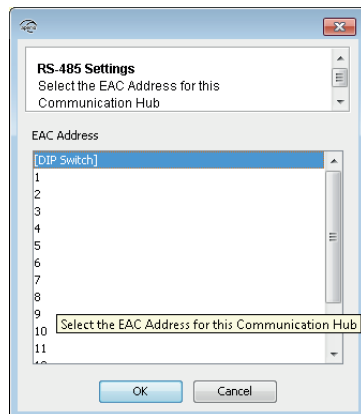 RS-485 Settings
Select the EAC Address for this
Communication Hub
EAC Address
[DIP Switch]
1
2
3
4
5
6
7
8
9
Select the EAC Address for this Communication Hub
10
11
OK
Cancel